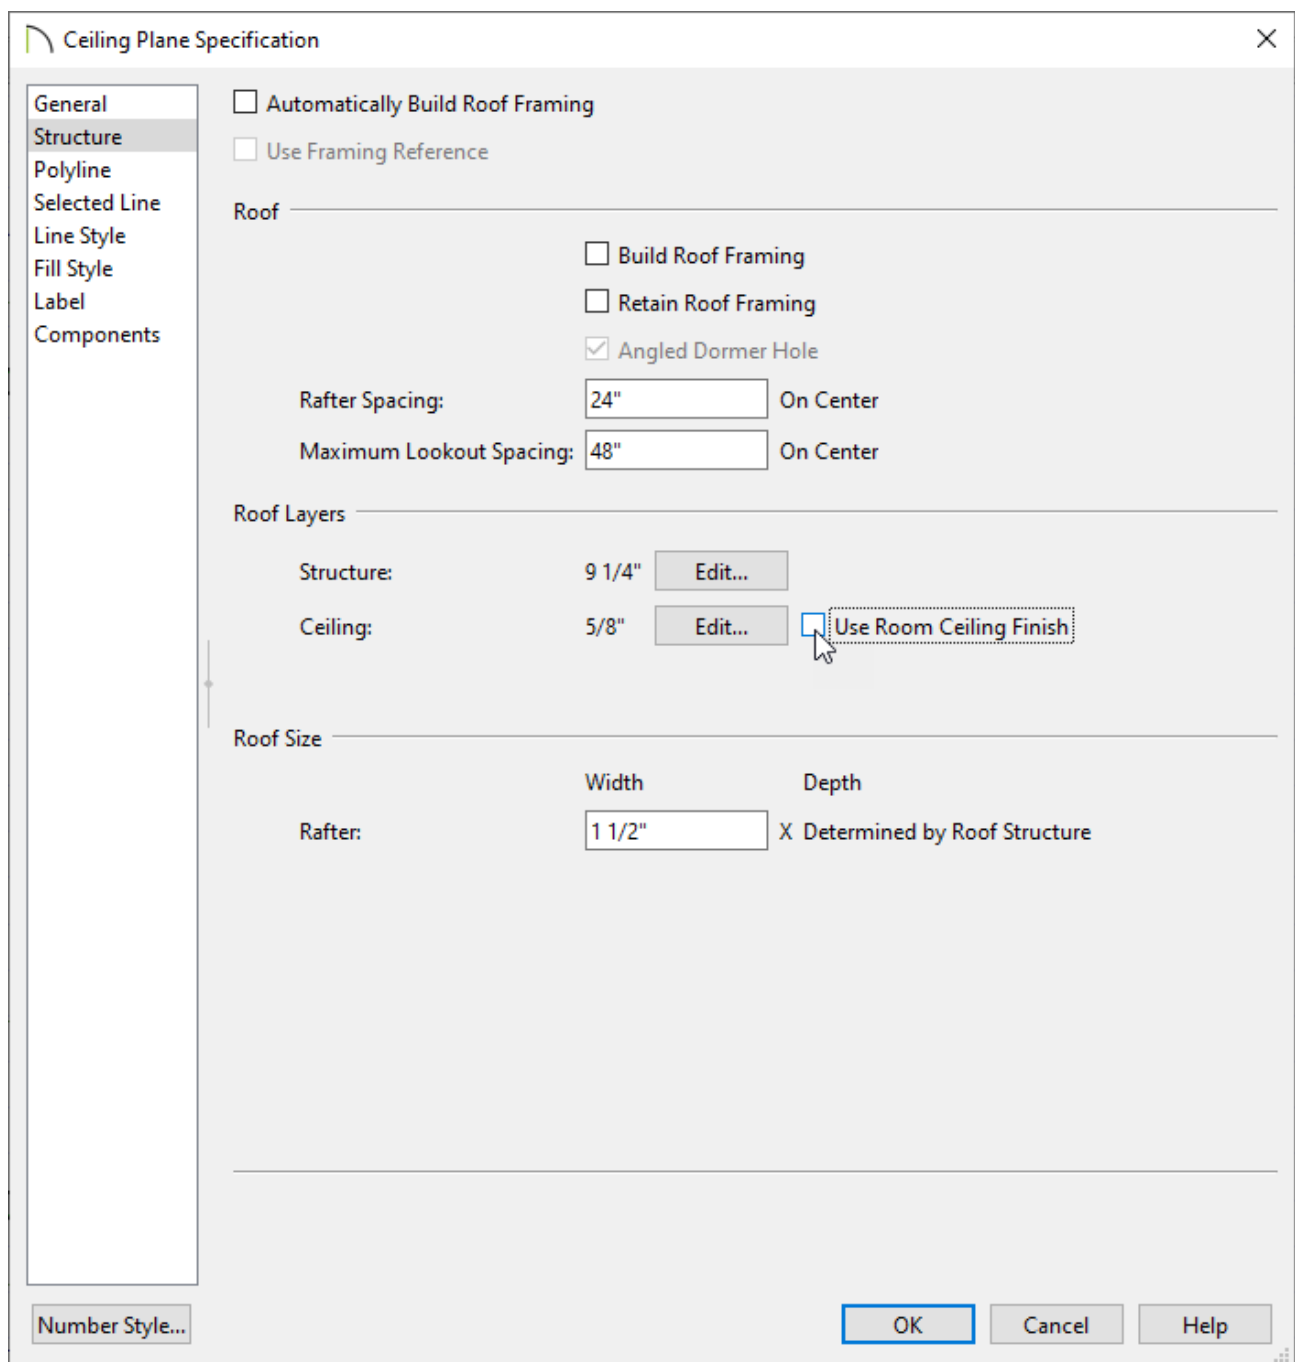 Ceiling Plane Specification
General
Structure
Polyline
Selected Line
Line Style
Fill Style
Label
Components
Automatically Build Roof Framing
Use Framing Reference
Roof
Build Roof Framing
Retain Roof Framing
Angled Dormer Hole
Rafter Spacing: 24" On Center
Maximum Lookout Spacing: 48" On Center
Roof Layers
Structure: 9 1/4" Edit...
Ceiling: 5/8" Edit... Use Room Ceiling Finish
Roof Size
Width Depth
Rafter: 1 1/2" X Determined by Roof Structure
Number Style... OK Cancel Help